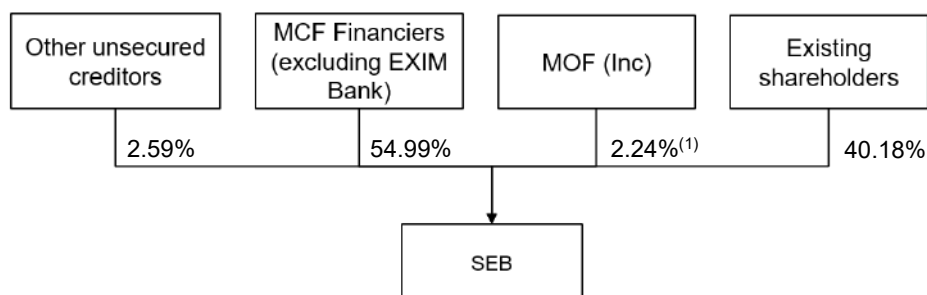 Other unsecured
creditors
MCF Financiers
(excluding EXIM
Bank)
MOF (Inc)
Existing
shareholders
2.59%
54.99%
2.24%(1)
40.18%
SEB